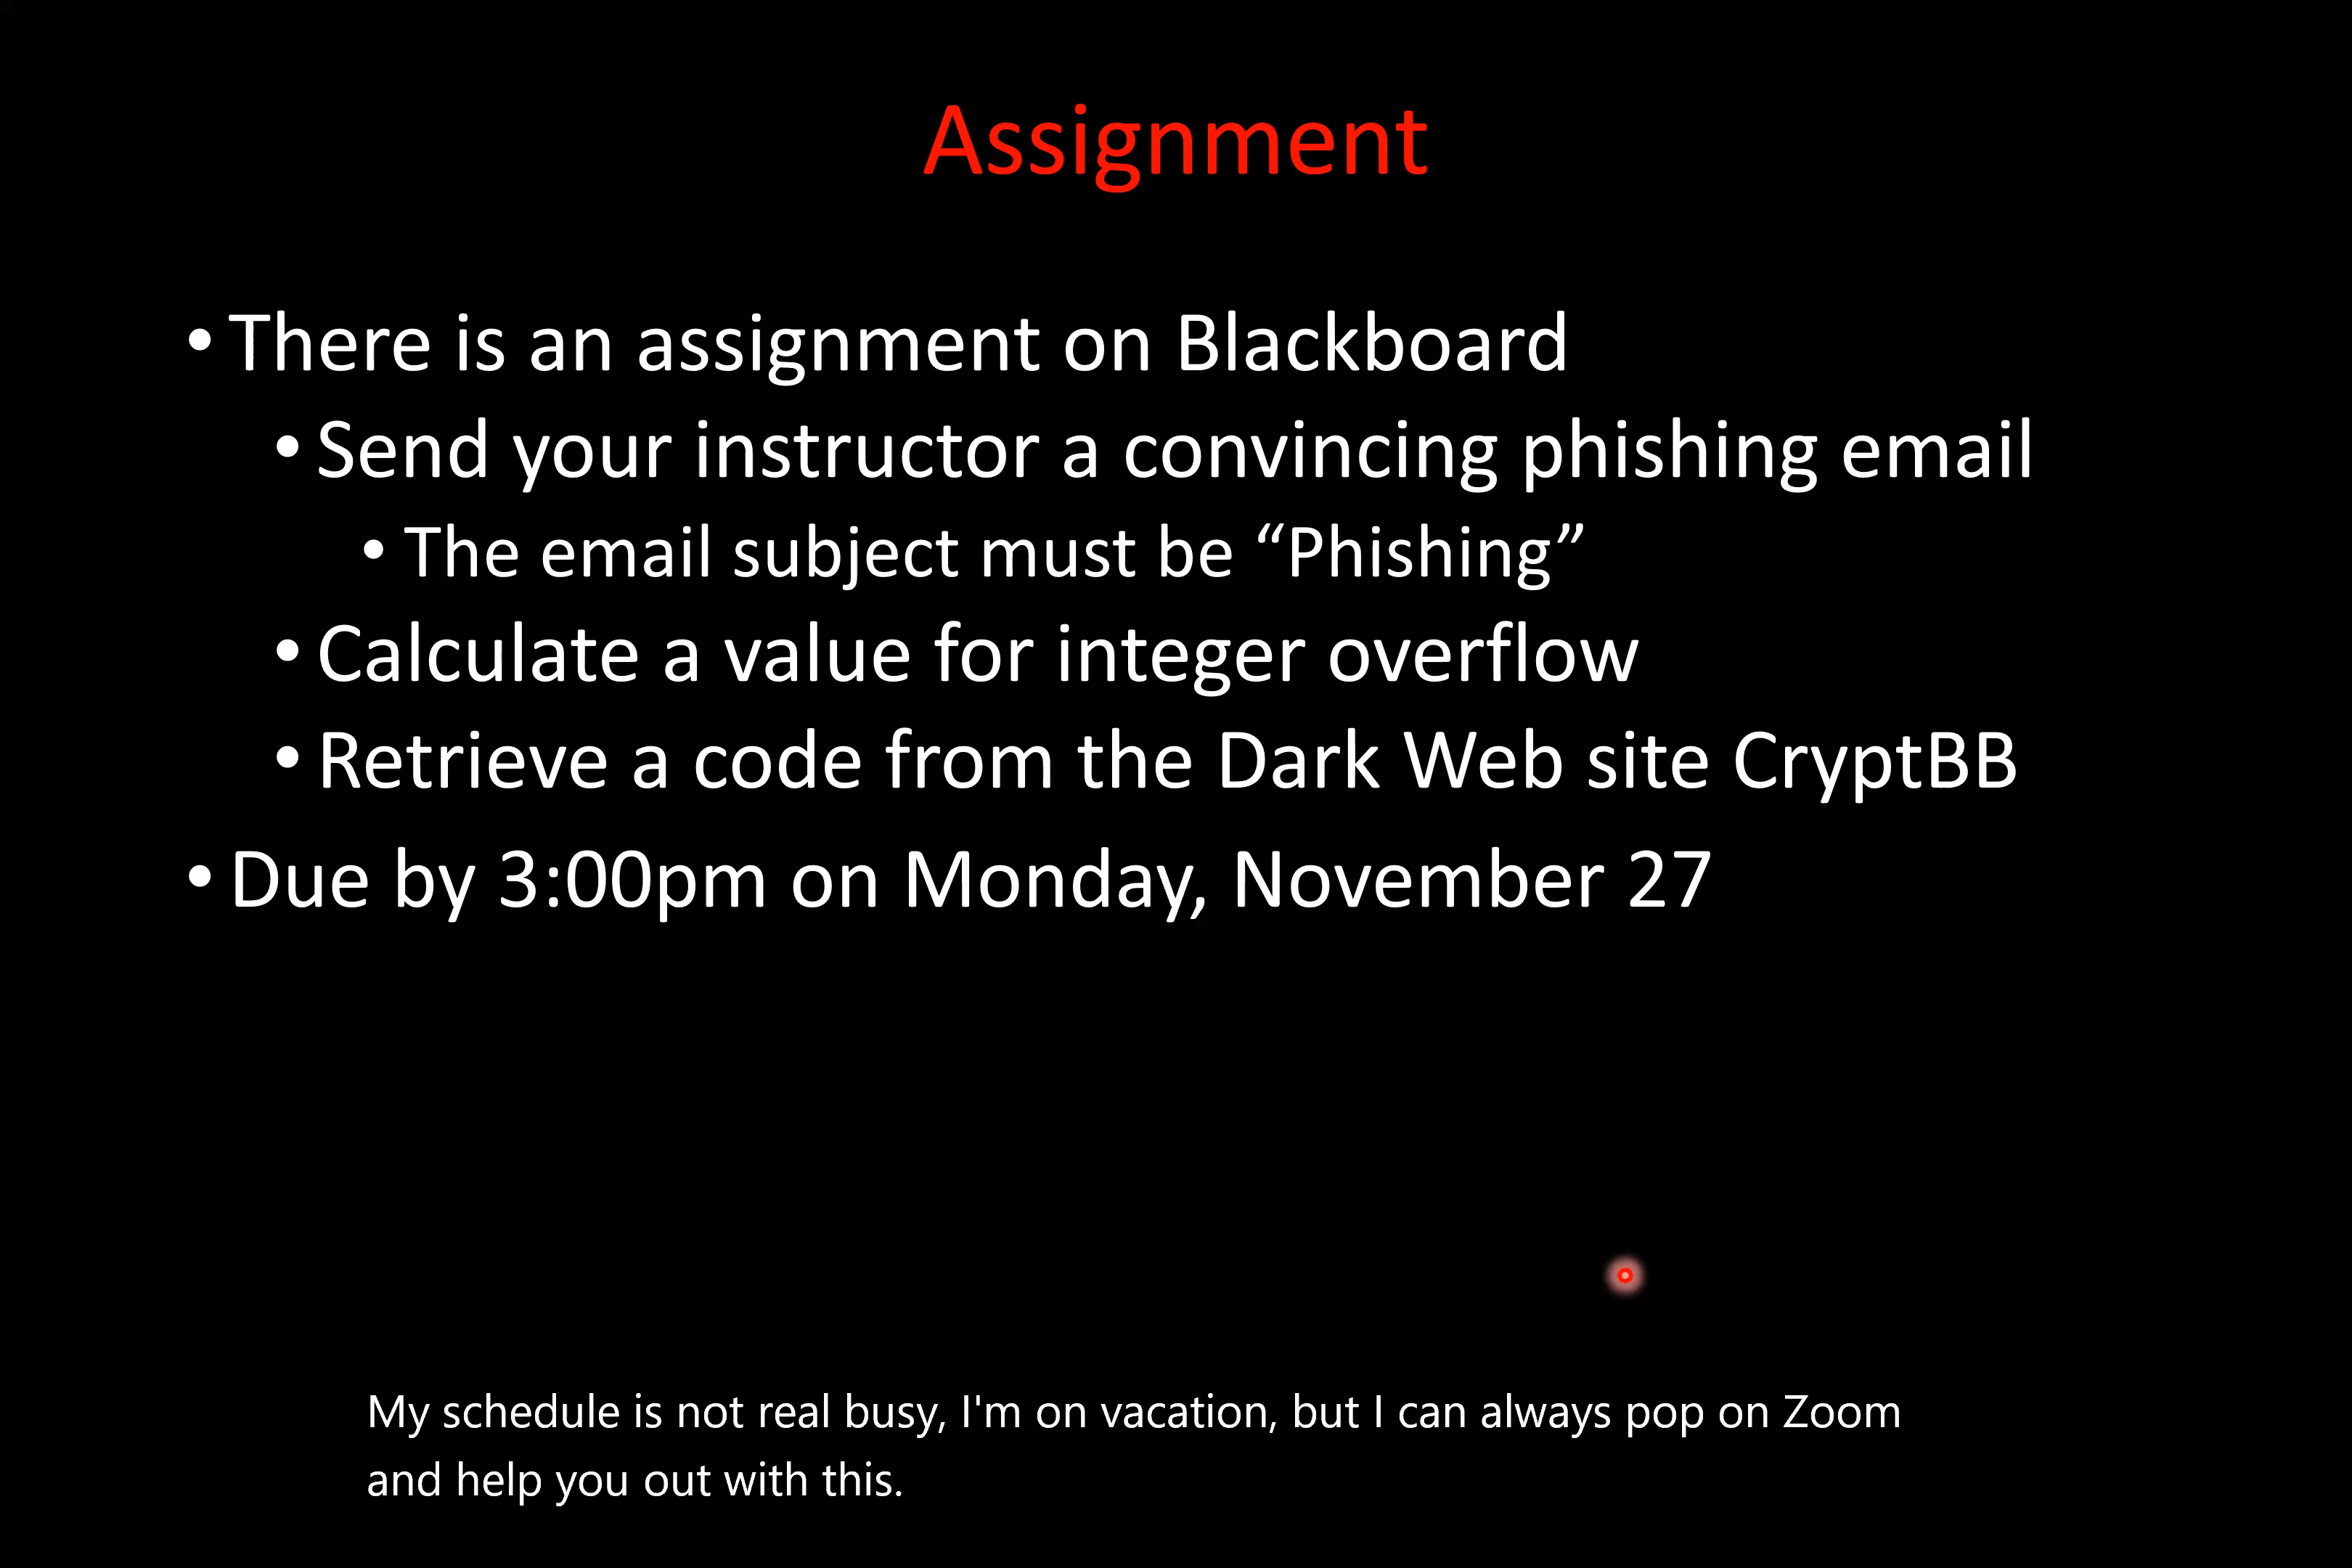 Assignment
• There is an assignment on Blackboard
• Send your instructor a convincing phishing email
• The email subject must be “Phishing”
• Calculate a value for integer overflow
• Retrieve a code from the Dark Web site CryptBB
• Due by 3:00pm on Monday, November 27
My schedule is not real busy, I'm on vacation, but I can always pop on Zoom
and help you out with this.